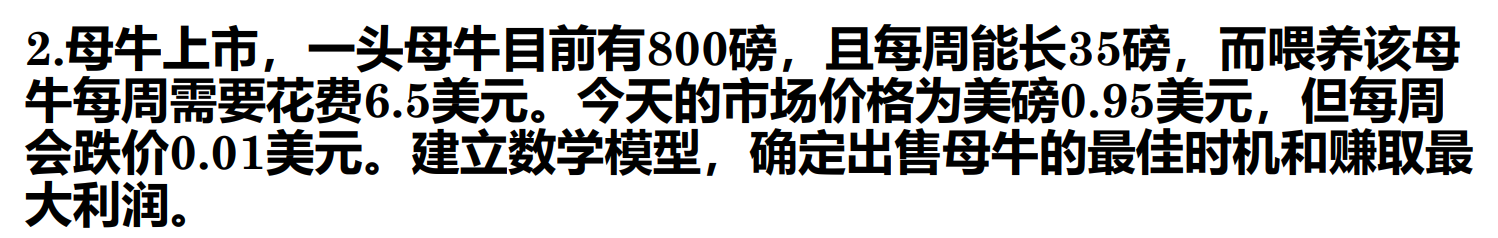 2.母牛上市，一头母牛目前有800磅，且每周能长35磅，而喂养该母
牛每周需要花费6.5美元。今天的市场价格为美磅0.95美元，但每周
会跌价0.01美元。建立数学模型，确定出售母牛的最佳时机和赚取最
大利润。